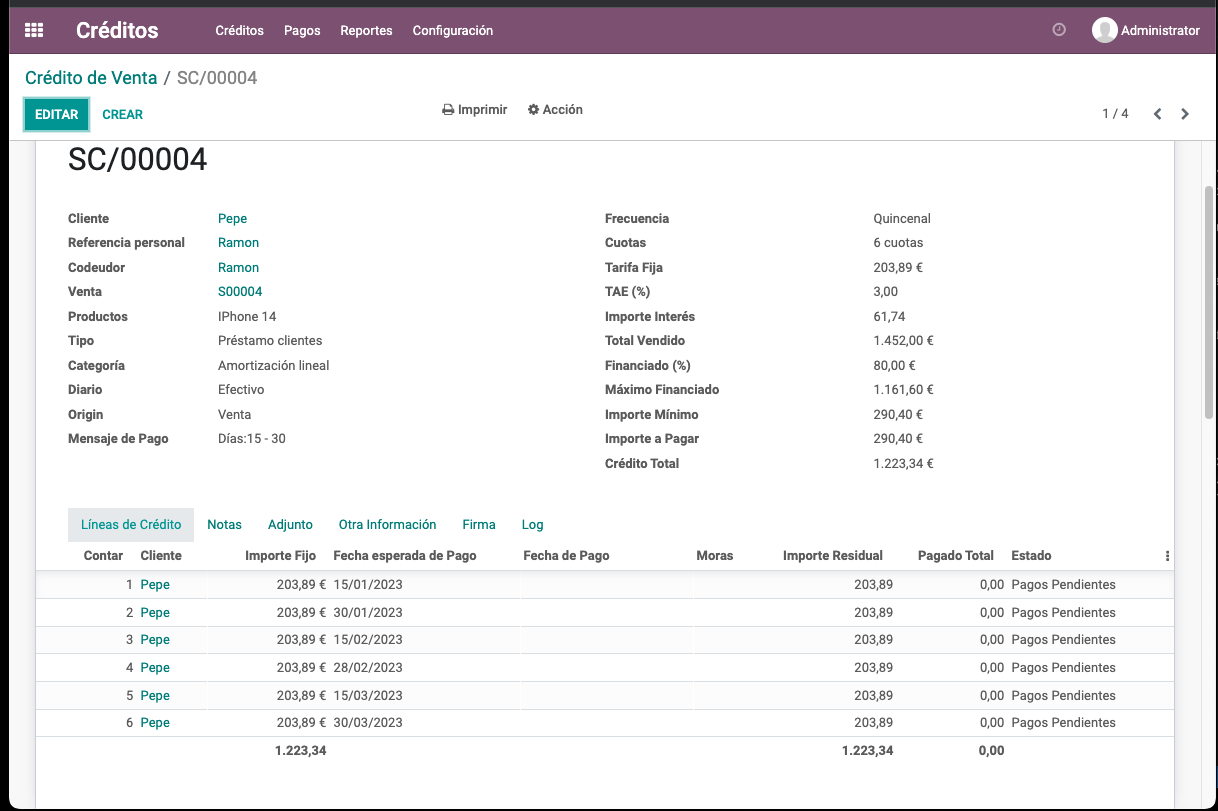 Créditos Créditos Pagos Reportes Configuración Administrator
Crédito de Venta / SC/00004
EDITAR CREAR Imprimir Acción 1 / 4
SC/00004
Cliente Pepe Frecuencia Quincenal
Referencia personal Ramon Cuotas 6 cuotas
Codeudor Ramon Tarifa Fija 203,89 €
Venta S00004 TAE (%) 3,00
Productos IPhone 14 Importe Interés 61,74
Tipo Préstamo clientes Total Vendido 1.452,00 €
Categoría Amortización lineal Financiado (%) 80,00 €
Diario Efectivo Máximo Financiado 1.161,60 €
Origin Venta Importe Mínimo 290,40 €
Mensaje de Pago Días:15 - 30 Importe a Pagar 290,40 €
Crédito Total 1.223,34 €
Líneas de Crédito Notas Adjunto Otra Información Firma Log
Contar Cliente Importe Fijo Fecha esperada de Pago Fecha de Pago Moras Importe Residual Pagado Total Estado
1 Pepe 203,89 € 15/01/2023 203,89 0,00 Pagos Pendientes
2 Pepe 203,89 € 30/01/2023 203,89 0,00 Pagos Pendientes
3 Pepe 203,89 € 15/02/2023 203,89 0,00 Pagos Pendientes
4 Pepe 203,89 € 28/02/2023 203,89 0,00 Pagos Pendientes
5 Pepe 203,89 € 15/03/2023 203,89 0,00 Pagos Pendientes
6 Pepe 203,89 € 30/03/2023 203,89 0,00 Pagos Pendientes
1.223,34 1.223,34 0,00